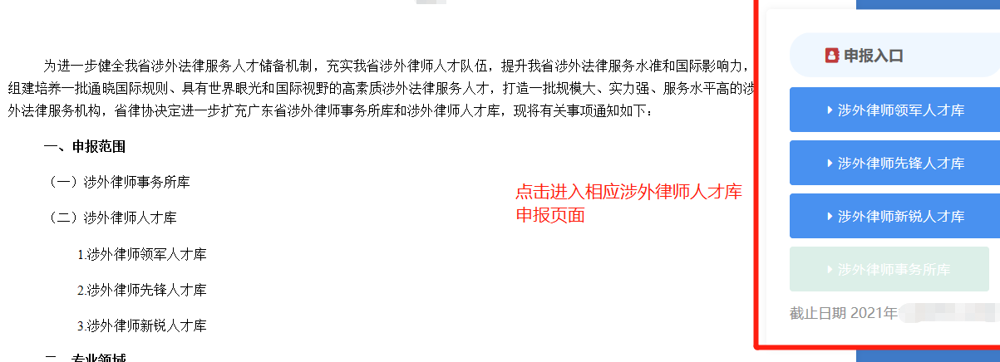 为进一步健全我省涉外法律服务人才储备机制，充实我省涉外律师人才队伍，提升我省涉外法律服务水准和国际影响力，
组建培养一批通晓国际规则、具有世界眼光和国际视野的高素质涉外法律服务人才，打造一批规模大、实力强、服务水平高的涉
外法律服务机构，省律协决定进一步扩充广东省涉外律师事务所库和涉外律师人才库，现将有关事项通知如下：
一、申报范围
（一）涉外律师事务所库
（二）涉外律师人才库
1.涉外律师领军人才库
2.涉外律师先锋人才库
3.涉外律师新锐人才库
二、专业领域
点击进入相应涉外律师人才库
申报页面
申报入口
涉外律师领军人才库
涉外律师先锋人才库
涉外律师新锐人才库
涉外律师事务所库
截止日期 2021年